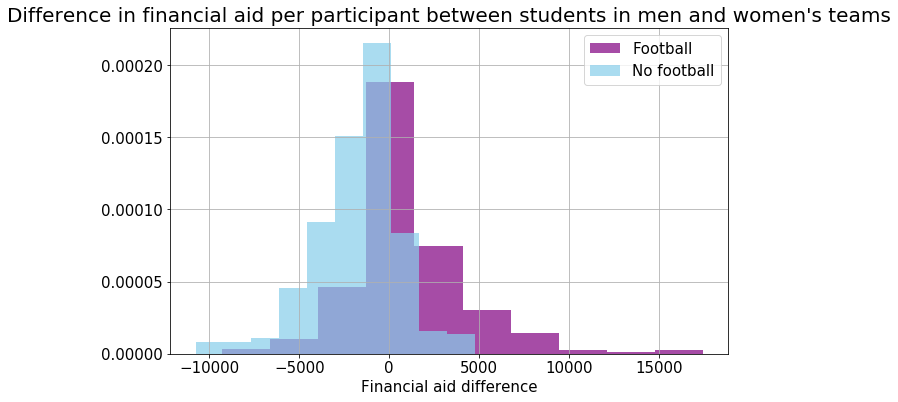 Difference in financial aid per participant between students in men and women's teams
Football
No football
0.00020
0.00015
0.00010
0.00005
0.00000
−10000 −5000 0 5000 10000 15000
Financial aid difference